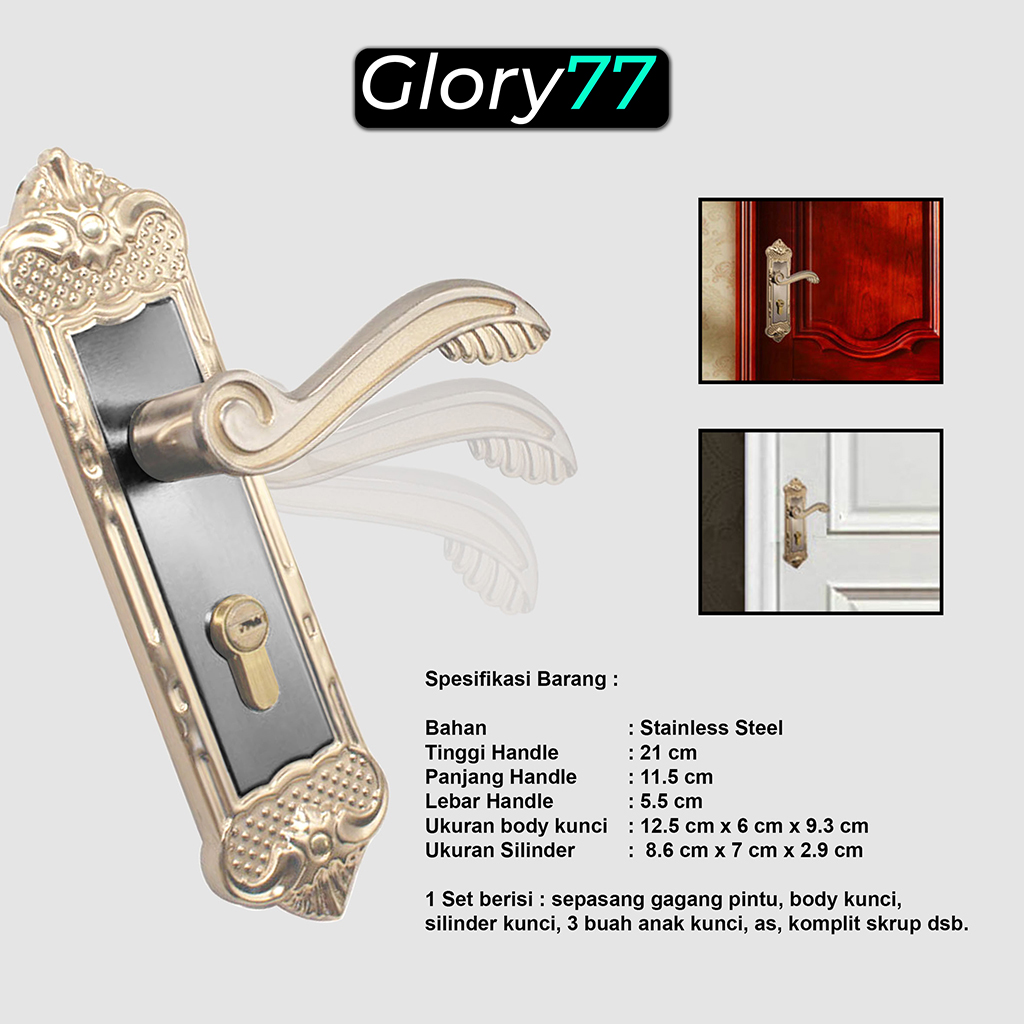 Glory77
Spesifikasi Barang :
Bahan : Stainless Steel
Tinggi Handle : 21 cm
Panjang Handle : 11.5 cm
Lebar Handle : 5.5 cm
Ukuran body kunci : 12.5 cm x 6 cm x 9.3 cm
Ukuran Silinder : 8.6 cm x 7 cm x 2.9 cm
1 Set berisi : sepasang gagang pintu, body kunci,
silinder kunci, 3 buah anak kunci, as, komplit skrup dsb.